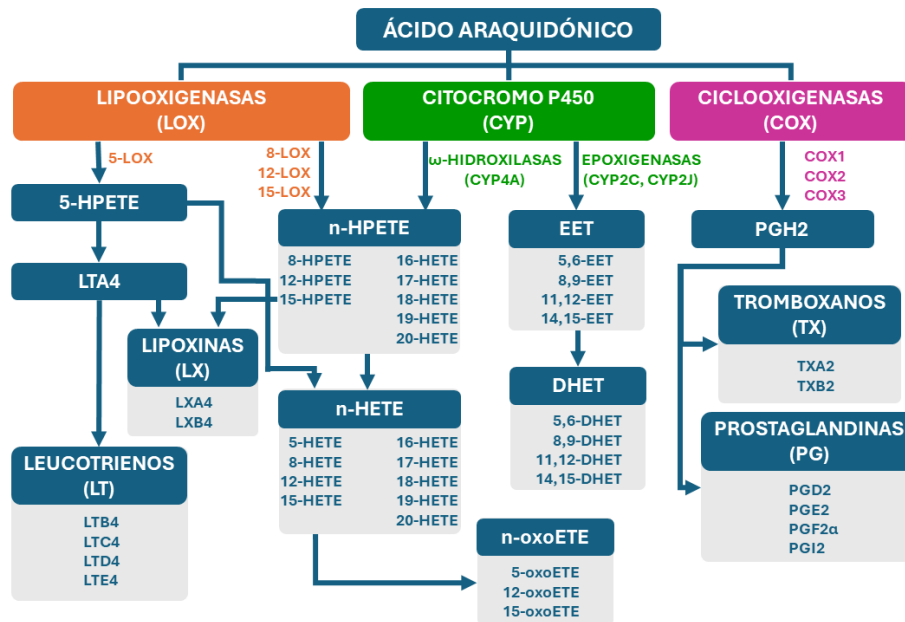 ÁCIDO ARAQUIDÓNICO
LIPOOXIGENASAS
(LOX)
CITOCROMO P450
(CYP)
CICLOOXIGENASAS
(COX)
5-LOX
8-LOX
12-LOX
15-LOX
ω-HIDROXILASAS
(CYP4A)
EPOXIGENASAS
(CYP2C, CYP2J)
COX1
COX2
COX3
5-HPETE
LTA4
LIPOXINAS
(LX)
LXA4
LXB4
LEUCOTRIENOS
(LT)
LTB4
LTC4
LTD4
LTE4
n-HPETE
8-HPETE
12-HPETE
15-HPETE
16-HETE
17-HETE
18-HETE
19-HETE
20-HETE
n-HETE
5-HETE
8-HETE
12-HETE
15-HETE
16-HETE
17-HETE
18-HETE
19-HETE
20-HETE
n-oxoETE
5-oxoETE
12-oxoETE
15-oxoETE
EET
5,6-EET
8,9-EET
11,12-EET
14,15-EET
DHET
5,6-DHET
8,9-DHET
11,12-DHET
14,15-DHET
PGH2
TROMBOXANOS
(TX)
TXA2
TXB2
PROSTAGLANDINAS
(PG)
PGD2
PGE2
PGF2α
PGI2